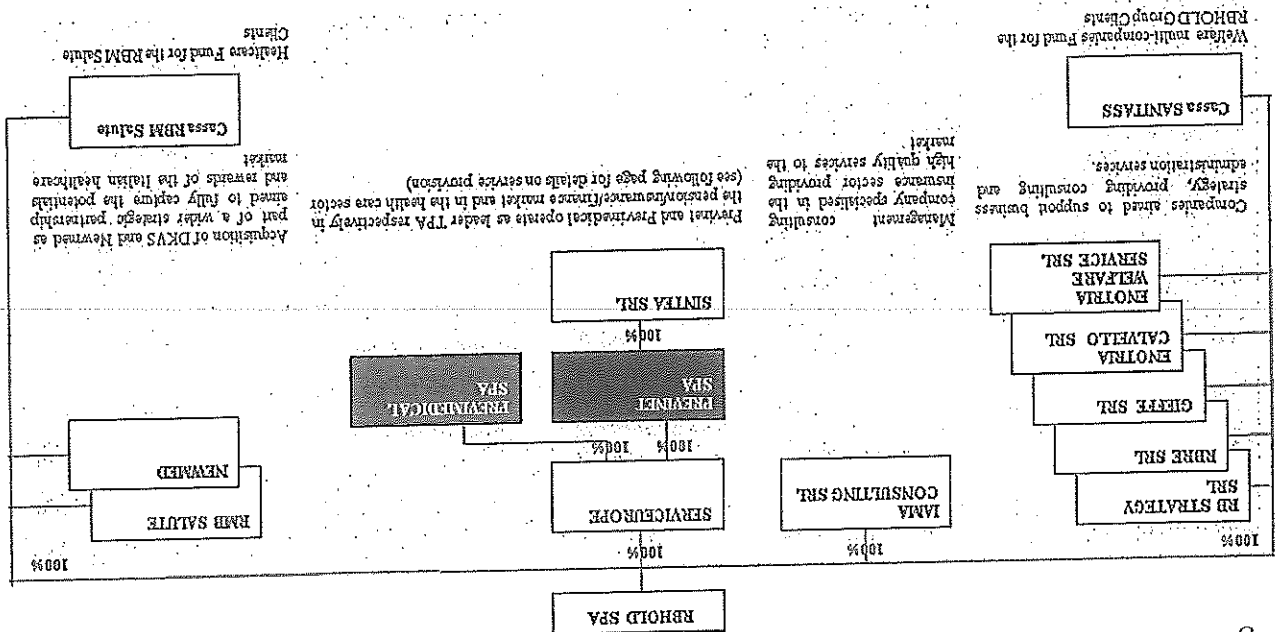 RBHOLD SPA
100%
100%
100%
100%
RD STRATEGY
SRL
RBRE SRL
GIEFFE SRL
ENOTRIA
CALVELLO SRL
ENOTRIA
WELFARE
SERVICE SRL
IAMA
CONSULTING SRL
SERVICEUROPE
100%
100%
PREVINET
SPA
PREVIMEDICAL
SPA
100%
SINTEA SRL
RMB SALUTE
NEWMED
Companies aimed to support business
strategy, providing consulting and
administration services.
Management consulting
company specialised in the
insurance sector providing
high quality services to the
market
Previnet and Previmedical operate as leader TPA respectively in
the pension/insurance/finance market and in the health care sector
(see following page for details on service provision)
Acquisition of DKVS and Newmed as
part of a wider strategic partnership
aimed to fully capture the potentials
and rewards of the Italian healthcare
market
Cassa SANITASS
Welfare multi-companies Fund for the
RBHOLD Group Clients
Cassa RBM Salute
Healtcare Fund for the RBM Salute
Clients